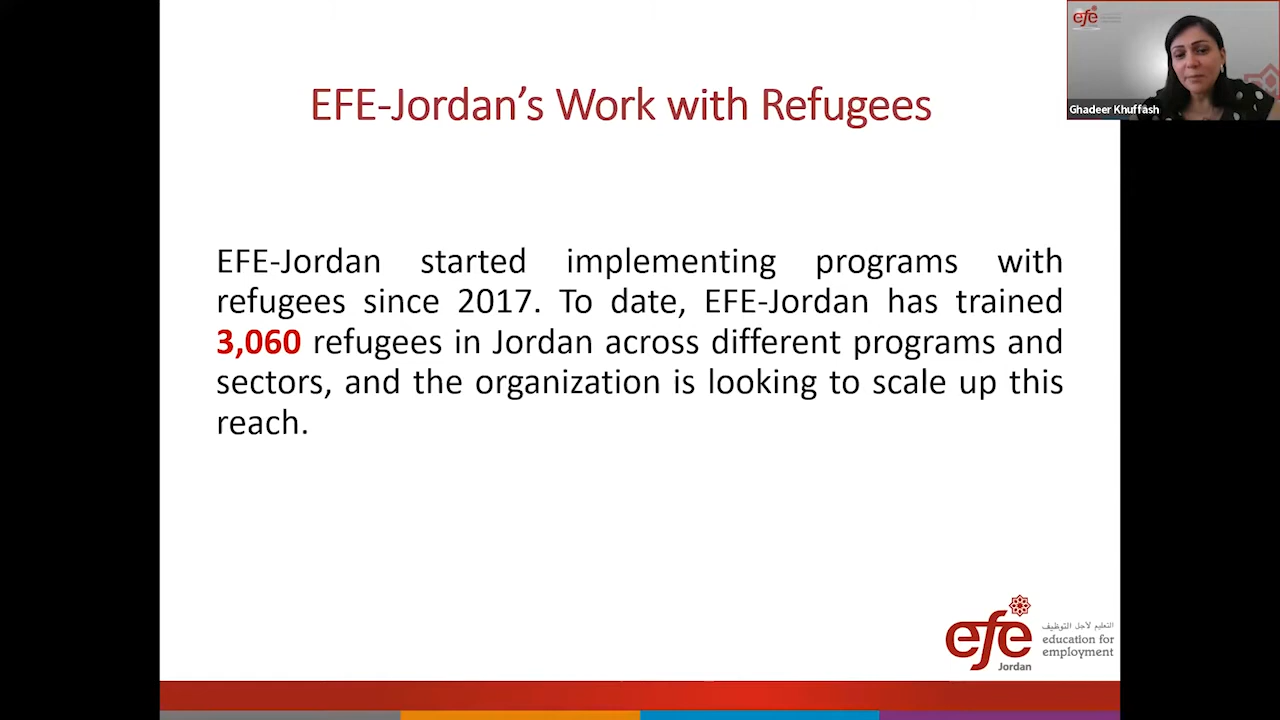 EFE-Jordan's Work with Refugees
EFE-Jordan started implementing programs with
refugees since 2017. To date, EFE-Jordan has trained
3,060 refugees in Jordan across different programs and
sectors, and the organization is looking to scale up this
reach.
efe
Ghadeer Khuffash
efe
التعليم لأجل التوظيف
education for
employment
Jordan